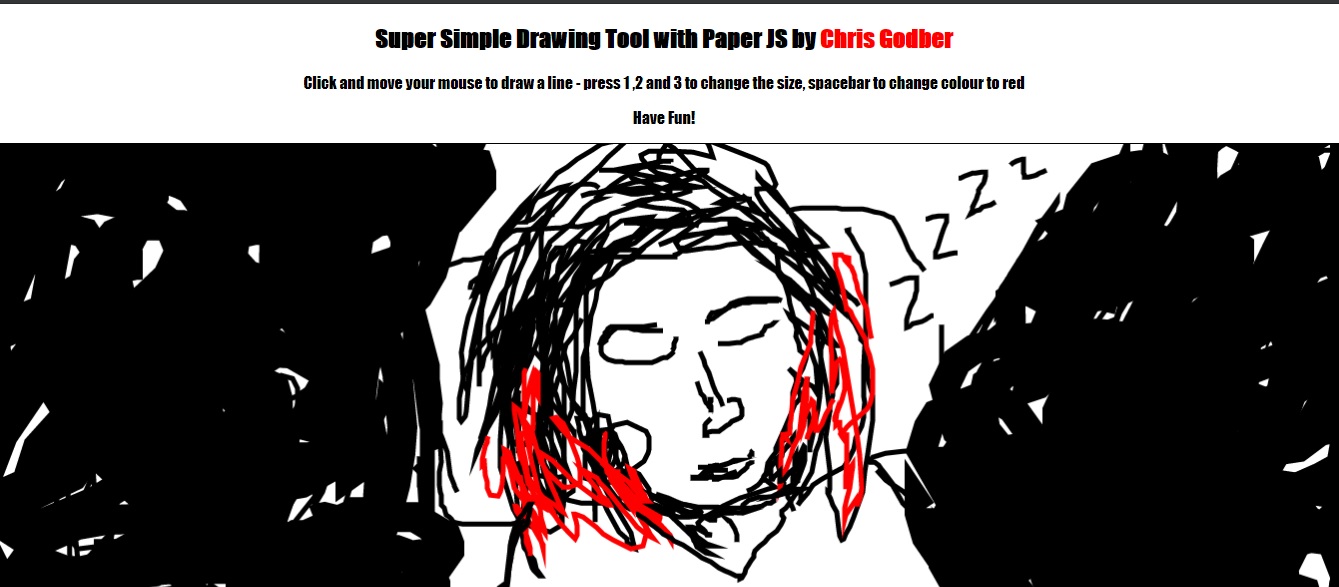 Super Simple Drawing Tool with Paper JS by Chris Godber
Click and move your mouse to draw a line - press 1 ,2 and 3 to change the size, spacebar to change colour to red
Have Fun!
z
z
z
z